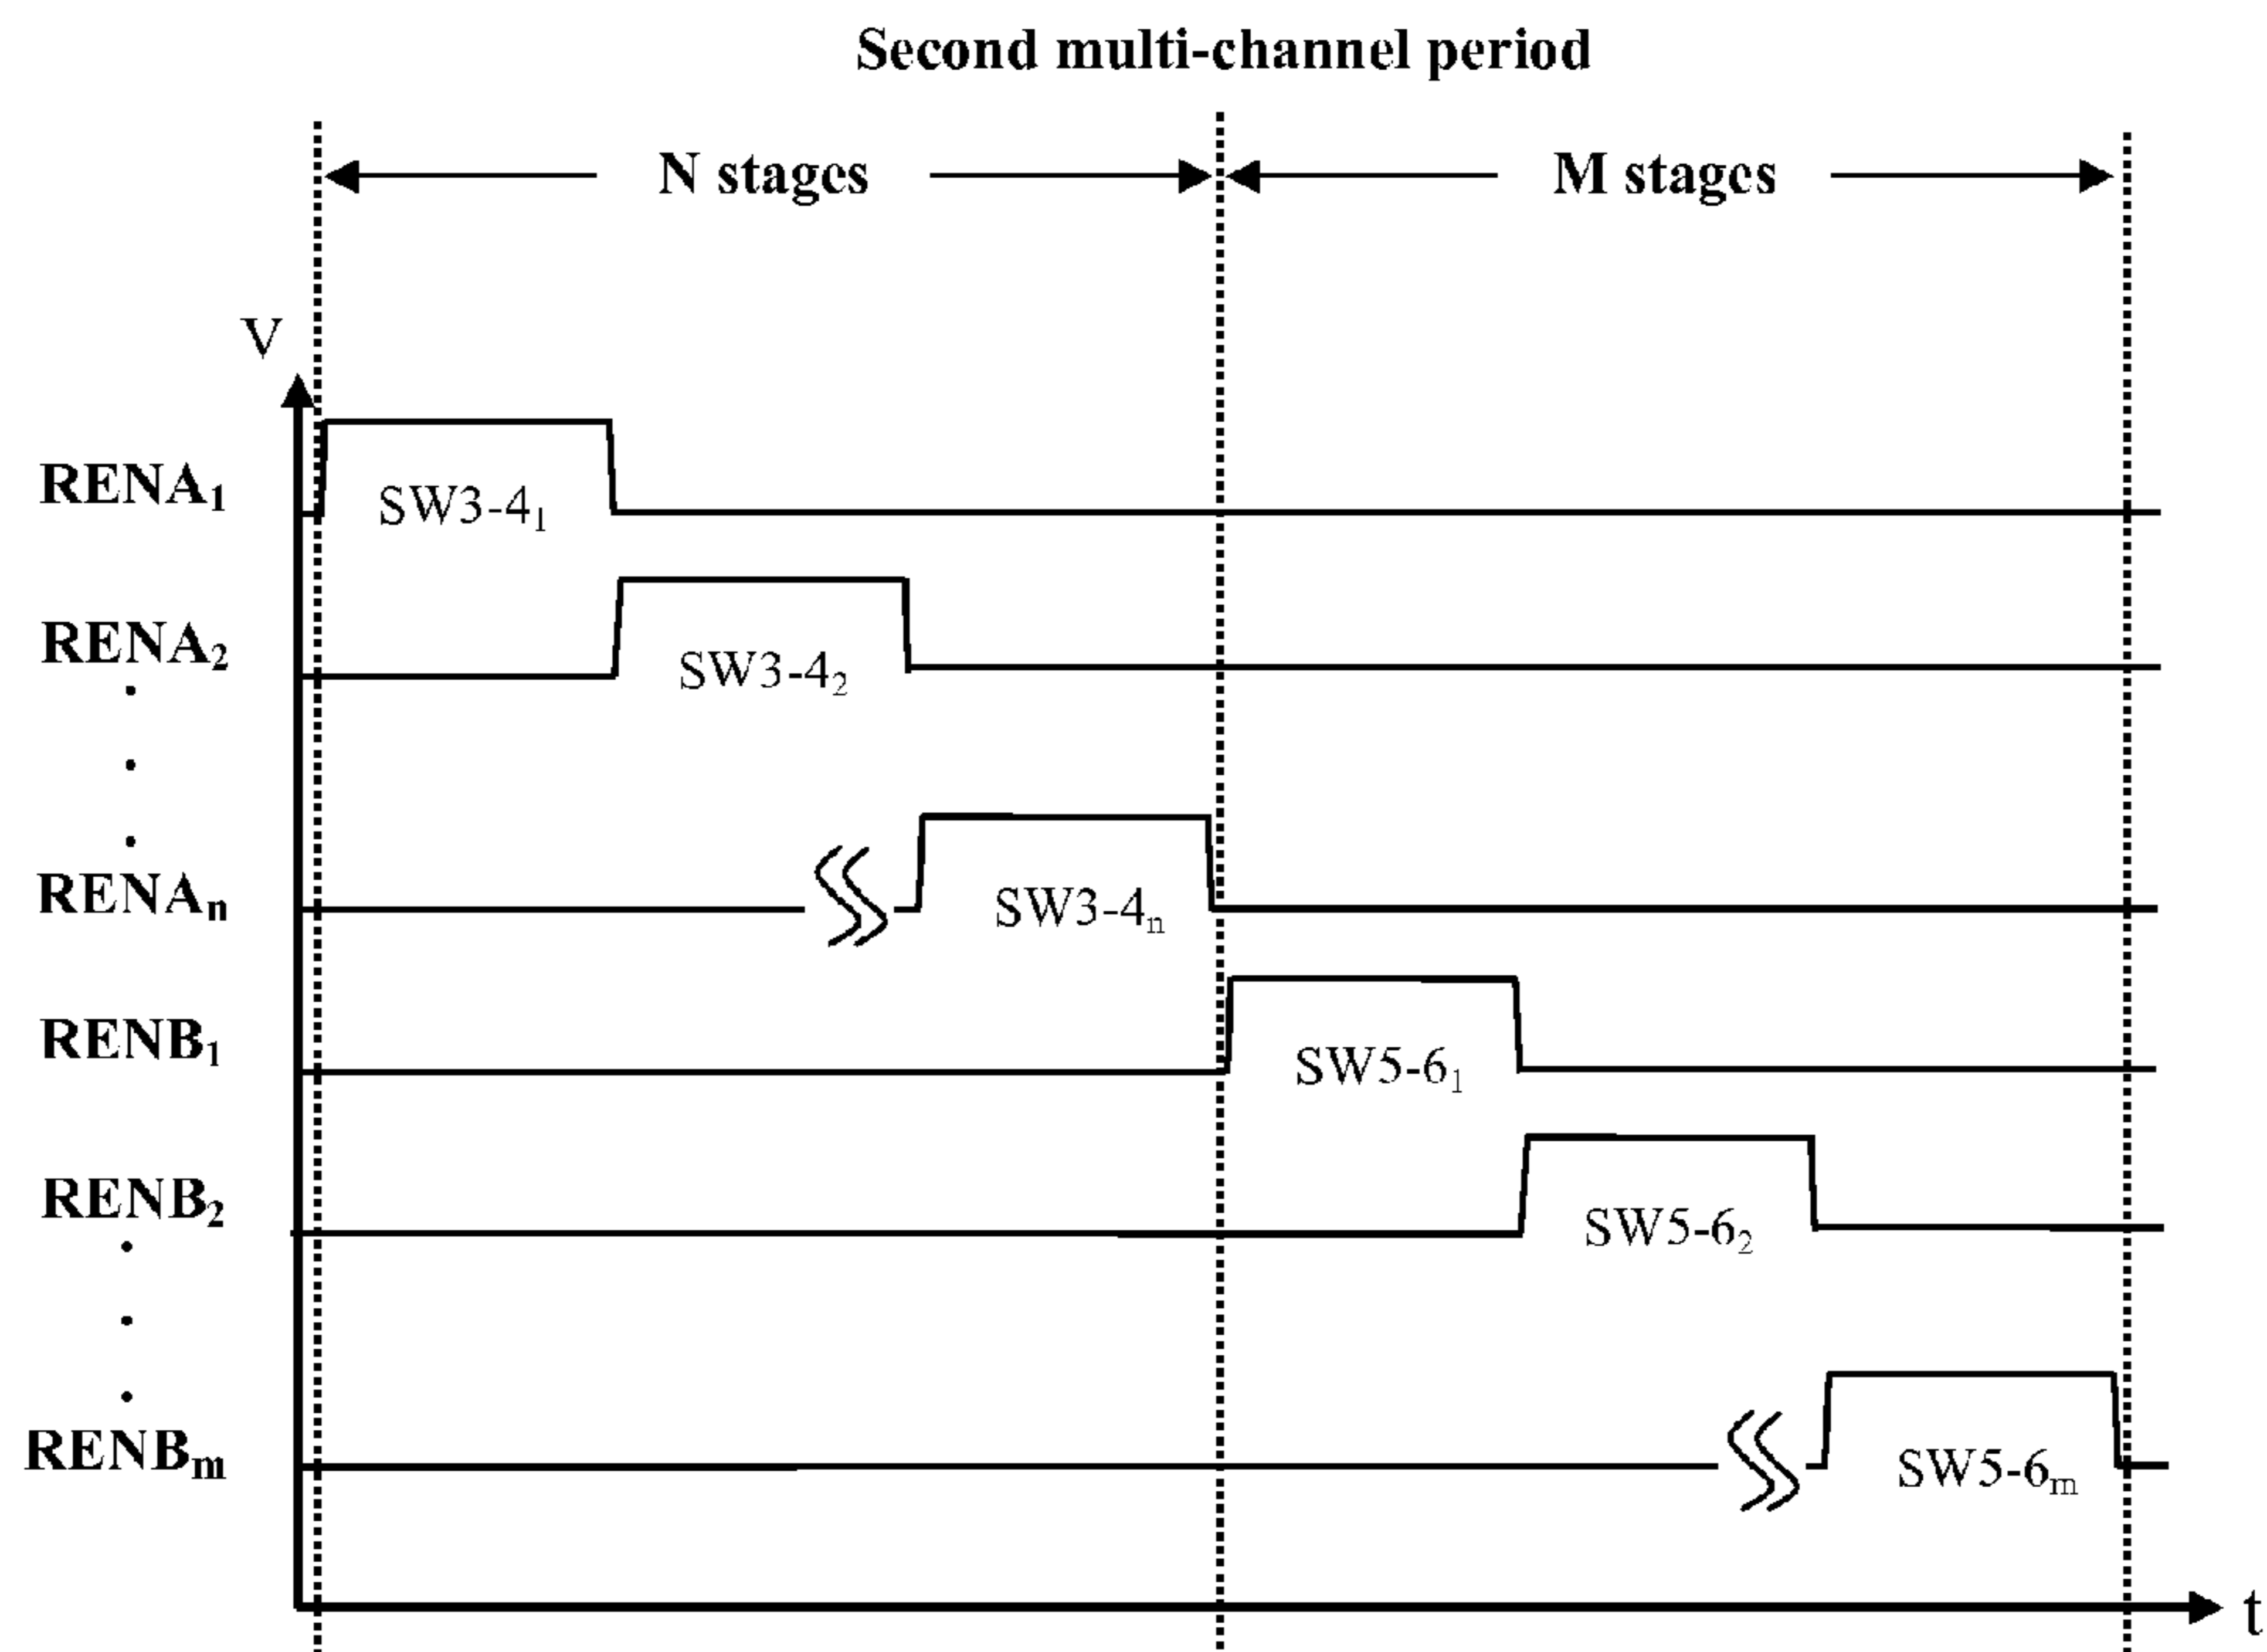 Second multi-channel period
N stages
M stages
V
RENA₁
SW3-4₁
RENA₂
SW3-4₂
RENAₙ
SW3-4ₙ
RENB₁
SW5-6₁
RENB₂
SW5-6₂
RENBₘ
SW5-6ₘ
t